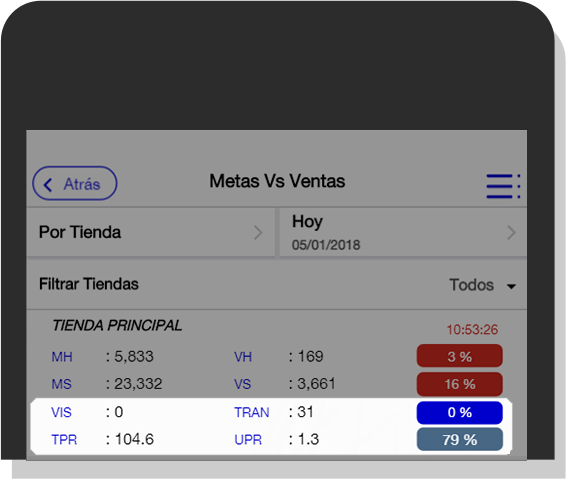 Atrás
Metas Vs Ventas
Por Tienda
Hoy
05/01/2018
Filtrar Tiendas Todos
TIENDA PRINCIPAL 10:53:26
MH : 5,833 VH : 169 3 %
MS : 23,332 VS : 3,661 16 %
VIS : 0 TRAN : 31 0 %
TPR : 104.6 UPR : 1.3 79 %